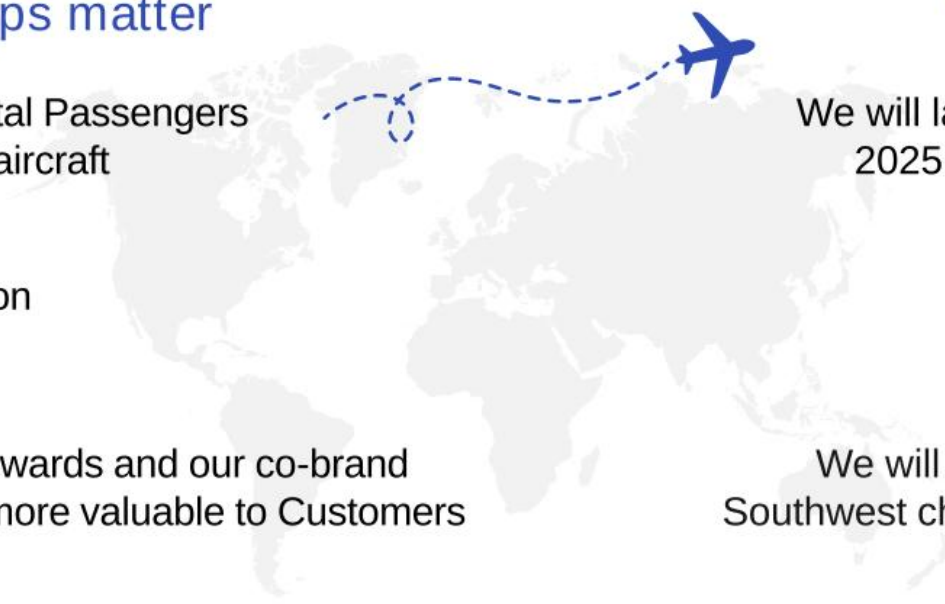 ps matter
tal Passengers
aircraft
on
wards and our co-brand
more valuable to Customers
We will la
2025
We will
Southwest ch